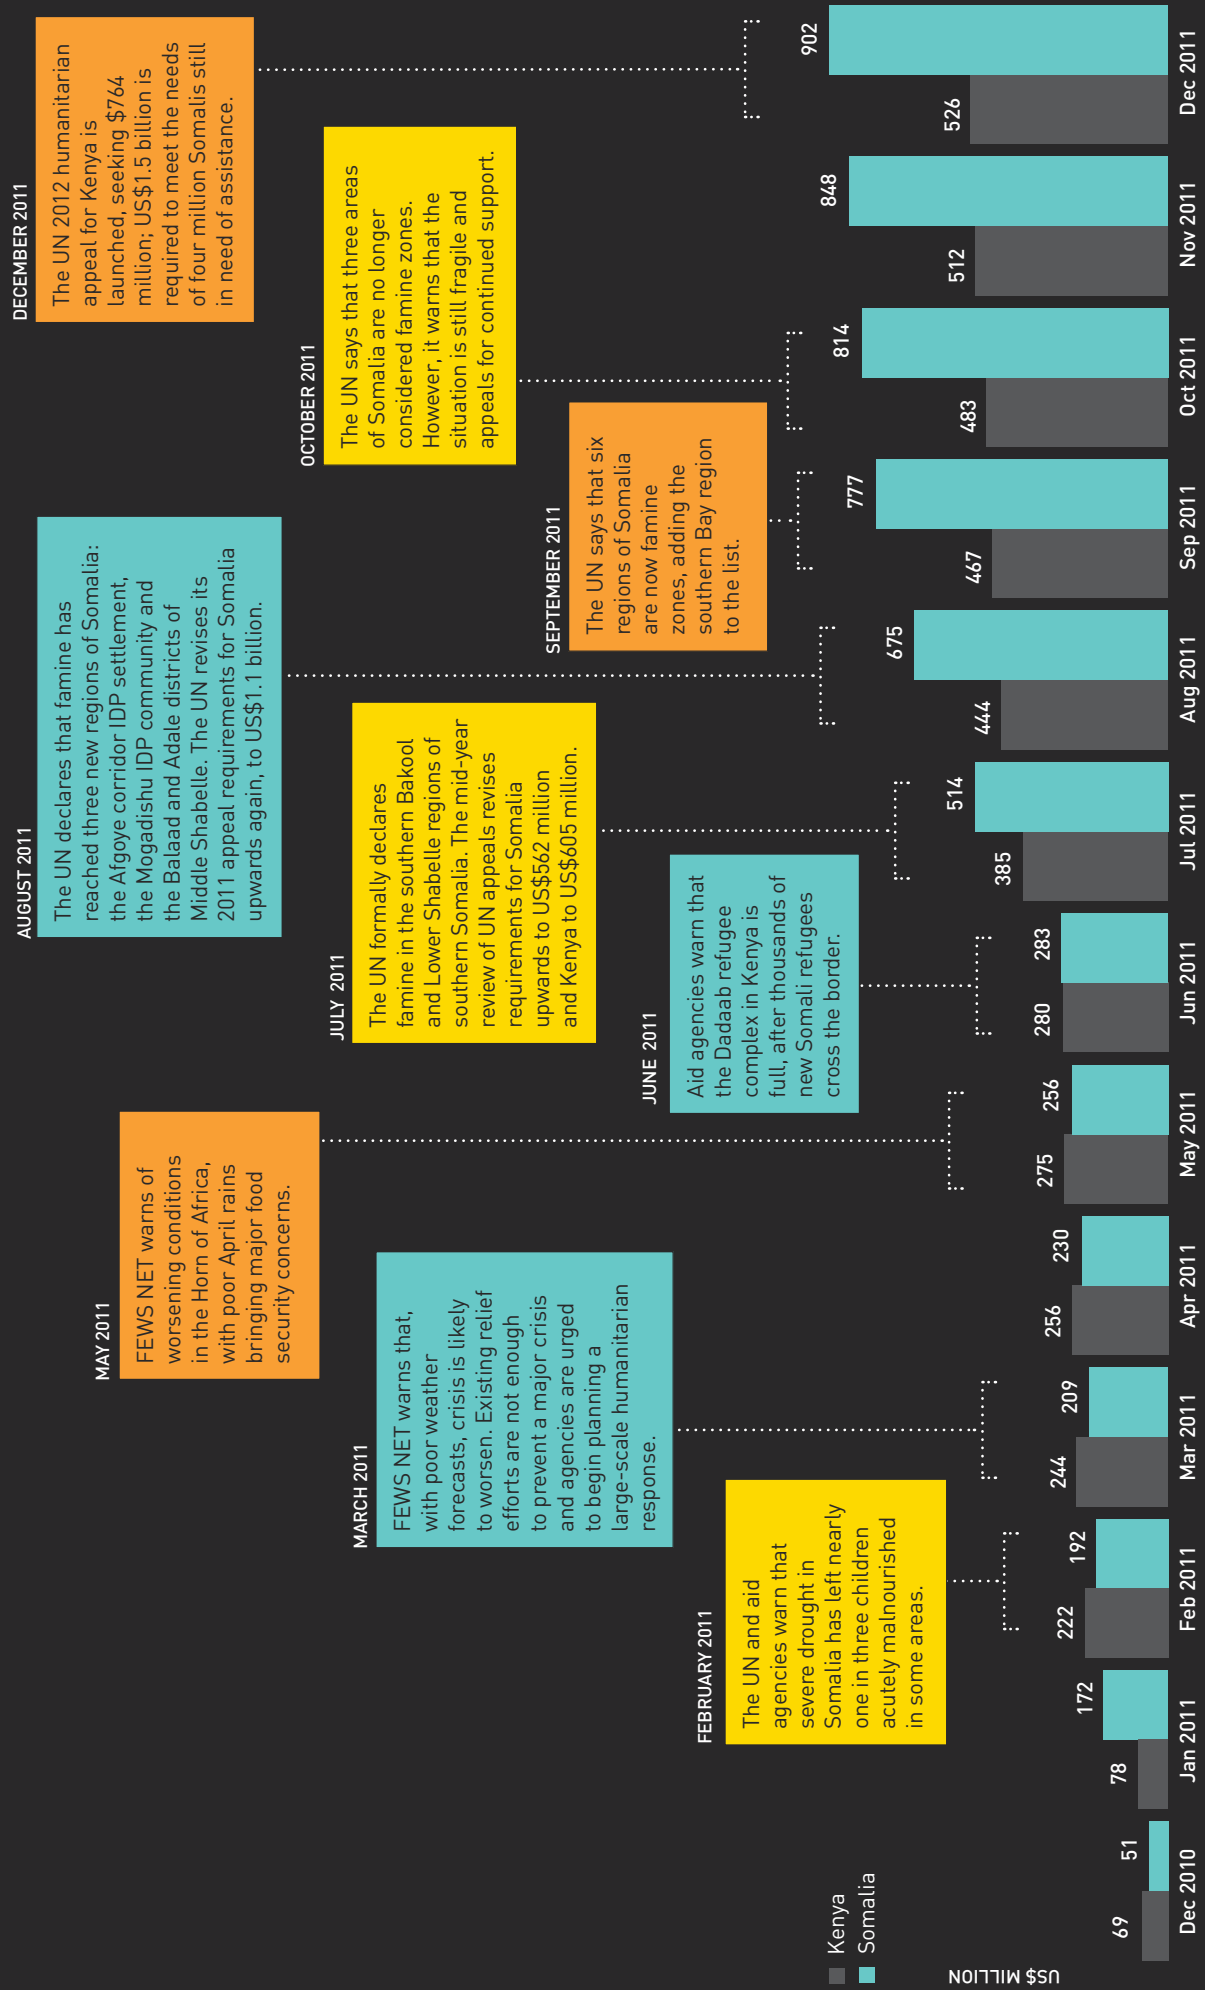 DECEMBER 2011
The UN 2012 humanitarian
appeal for Kenya is
launched, seeking $764
million; US$1.5 billion is
required to meet the needs
of four million Somalis still
in need of assistance.
OCTOBER 2011
The UN says that three areas
of Somalia are no longer
considered famine zones.
However, it warns that the
situation is still fragile and
appeals for continued support.
SEPTEMBER 2011
The UN says that six
regions of Somalia
are now famine
zones, adding the
southern Bay region
to the list.
AUGUST 2011
The UN declares that famine has
reached three new regions of Somalia:
the Afgoye corridor IDP settlement,
the Mogadishu IDP community and
the Balaad and Adale districts of
Middle Shabelle. The UN revises its
2011 appeal requirements for Somalia
upwards again, to US$1.1 billion.
JULY 2011
The UN formally declares
famine in the southern Bakool
and Lower Shabelle regions of
southern Somalia. The mid-year
review of UN appeals revises
requirements for Somalia
upwards to US$562 million
and Kenya to US$605 million.
JUNE 2011
Aid agencies warn that
the Dadaab refugee
complex in Kenya is
full, after thousands of
new Somali refugees
cross the border.
MAY 2011
FEWS NET warns of
worsening conditions
in the Horn of Africa,
with poor April rains
bringing major food
security concerns.
MARCH 2011
FEWS NET warns that,
with poor weather
forecasts, crisis is likely
to worsen. Existing relief
efforts are not enough
to prevent a major crisis
and agencies are urged
to begin planning a
large-scale humanitarian
response.
FEBRUARY 2011
The UN and aid
agencies warn that
severe drought in
Somalia has left nearly
one in three children
acutely malnourished
in some areas.
Kenya
Somalia
US$ MILLION
69
51
78
172
222
192
244
209
256
230
275
256
280
283
385
514
444
675
467
777
483
814
512
848
526
902
Dec 2010
Jan 2011
Feb 2011
Mar 2011
Apr 2011
May 2011
Jun 2011
Jul 2011
Aug 2011
Sep 2011
Oct 2011
Nov 2011
Dec 2011